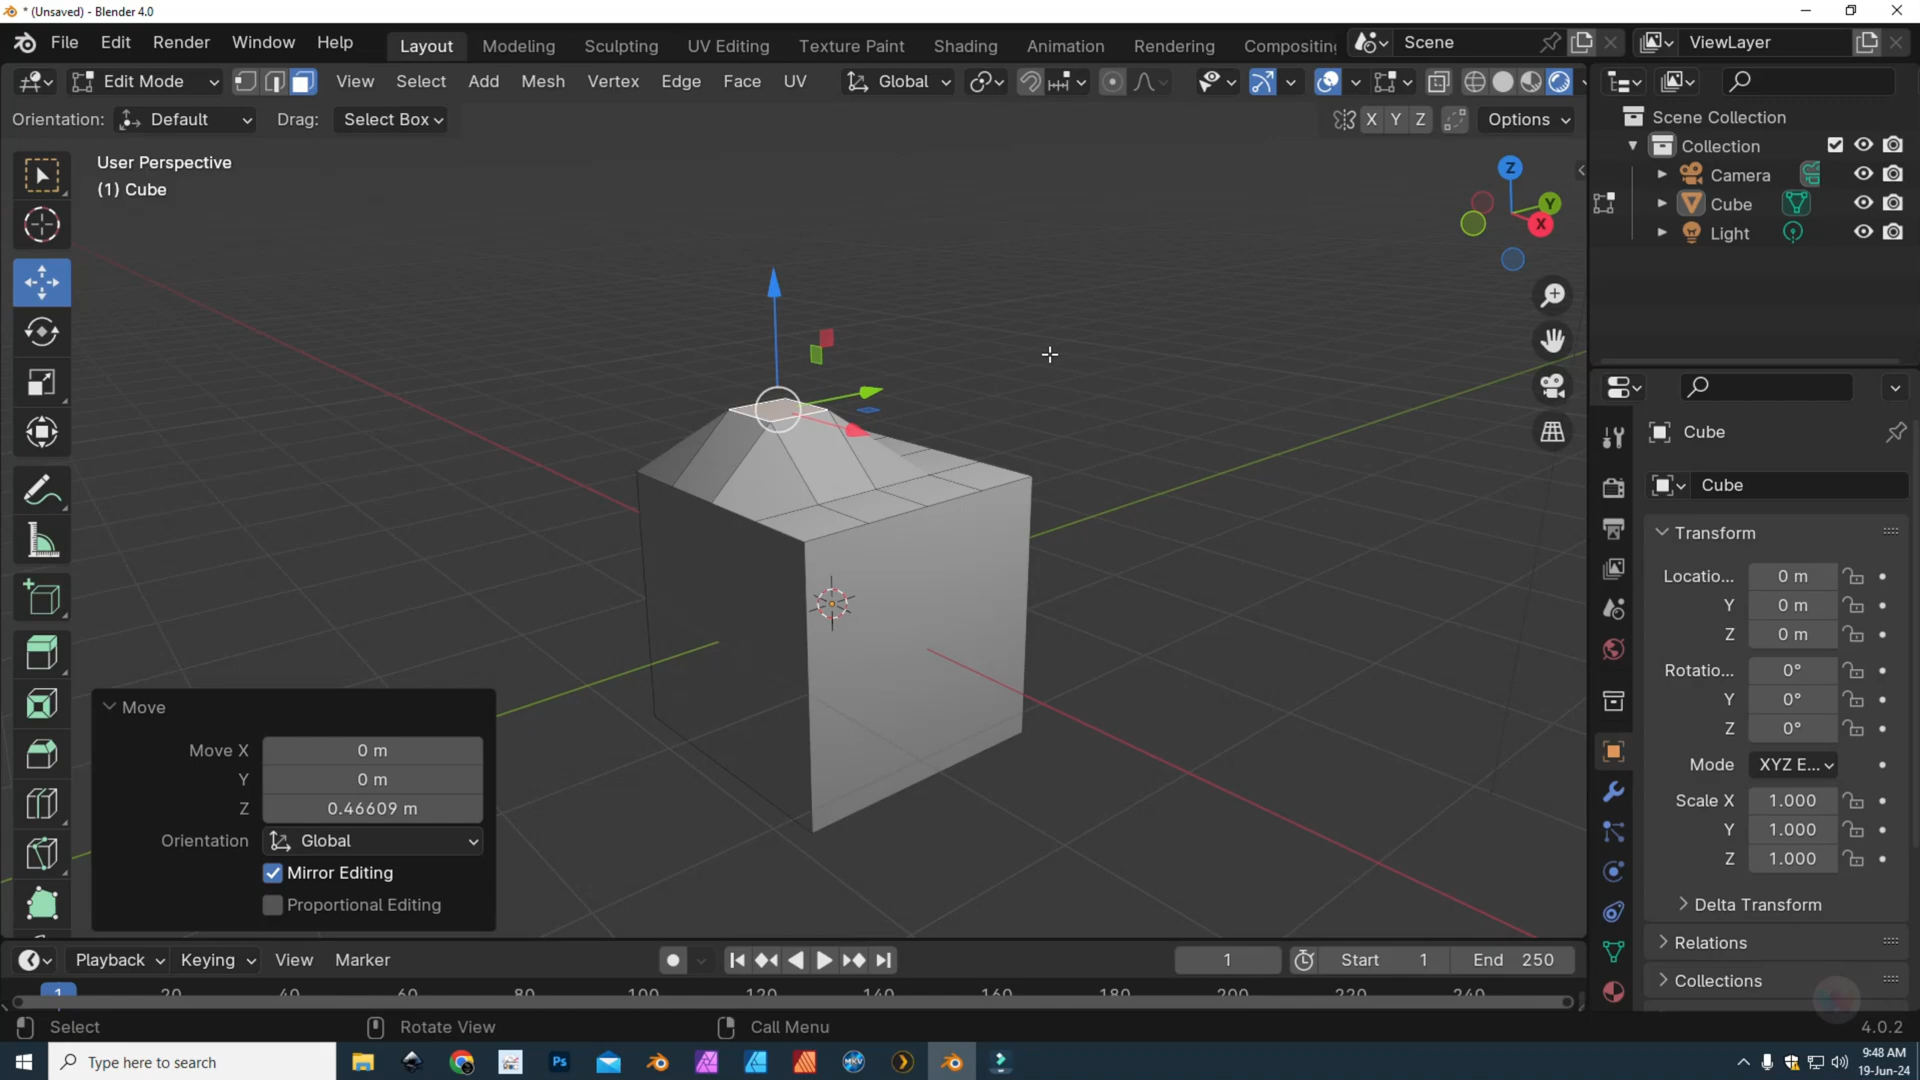 * (Unsaved) - Blender 4.0
File Edit Render Window Help
Layout Modeling Sculpting UV Editing Texture Paint Shading Animation Rendering Compositing
Scene
ViewLayer
Edit Mode View Select Add Mesh Vertex Edge Face UV Global
Orientation: Default Drag: Select Box
X Y Z Options
User Perspective
(1) Cube
Z
Y
X
Scene Collection
Collection
Camera
Cube
Light
Cube
Cube
Transform
Locatio... 0 m
Y 0 m
Z 0 m
Rotatio... 0°
Y 0°
Z 0°
Mode XYZ E...
Scale X 1.000
Y 1.000
Z 1.000
Delta Transform
Relations
Collections
Move
Move X 0 m
Y 0 m
Z 0.46609 m
Orientation Global
Mirror Editing
Proportional Editing
Playback Keying View Marker
1 Start 1 End 250
1 20 40 60 80 100 120 140 160 180 200 220 240
Select Rotate View Call Menu
4.0.2
Type here to search
Ps
MKV
9:48 AM
19-Jun-24